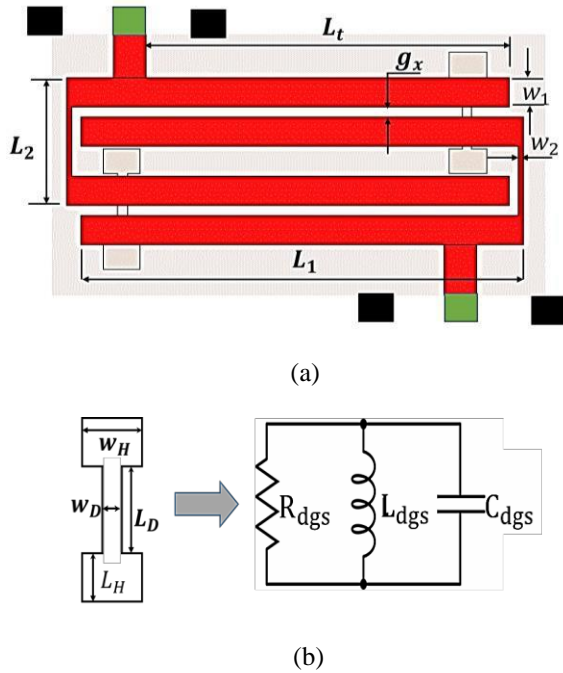 L_t
g_x
w_1
L_2
w_2
L_1
(a)
w_H
w_D
L_D
L_H
R_dgs
L_dgs
C_dgs
(b)